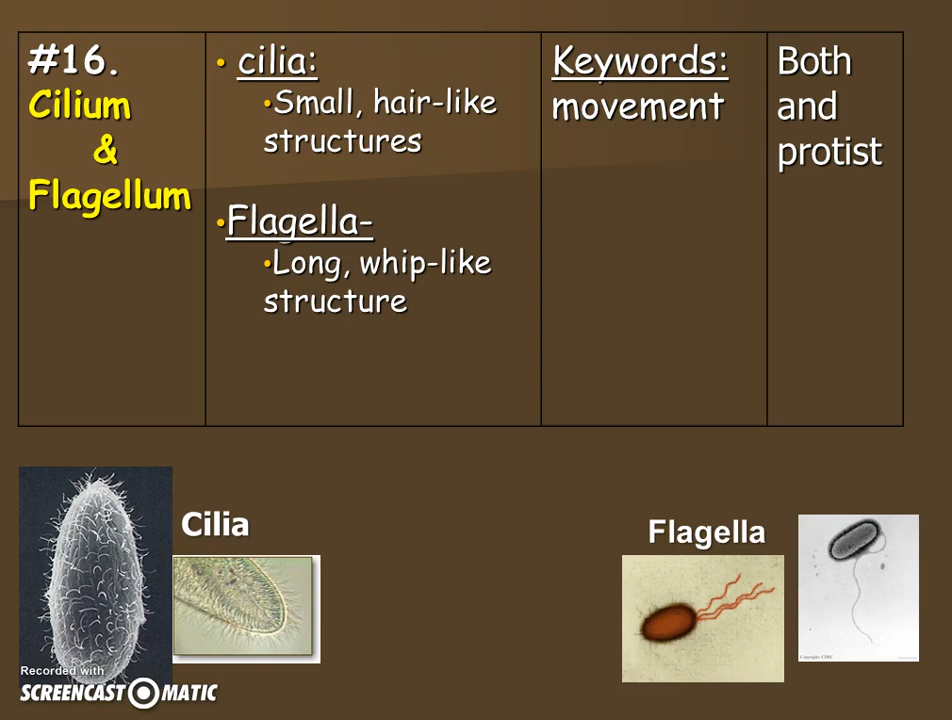 #16.
Cilium
&
Flagellum
• cilia:
•Small, hair-like
structures
•Flagella-
•Long, whip-like
structure
Keywords:
movement
Both
and
protist
Cilia
Flagella
Recorded with
SCREENCAST MATIC